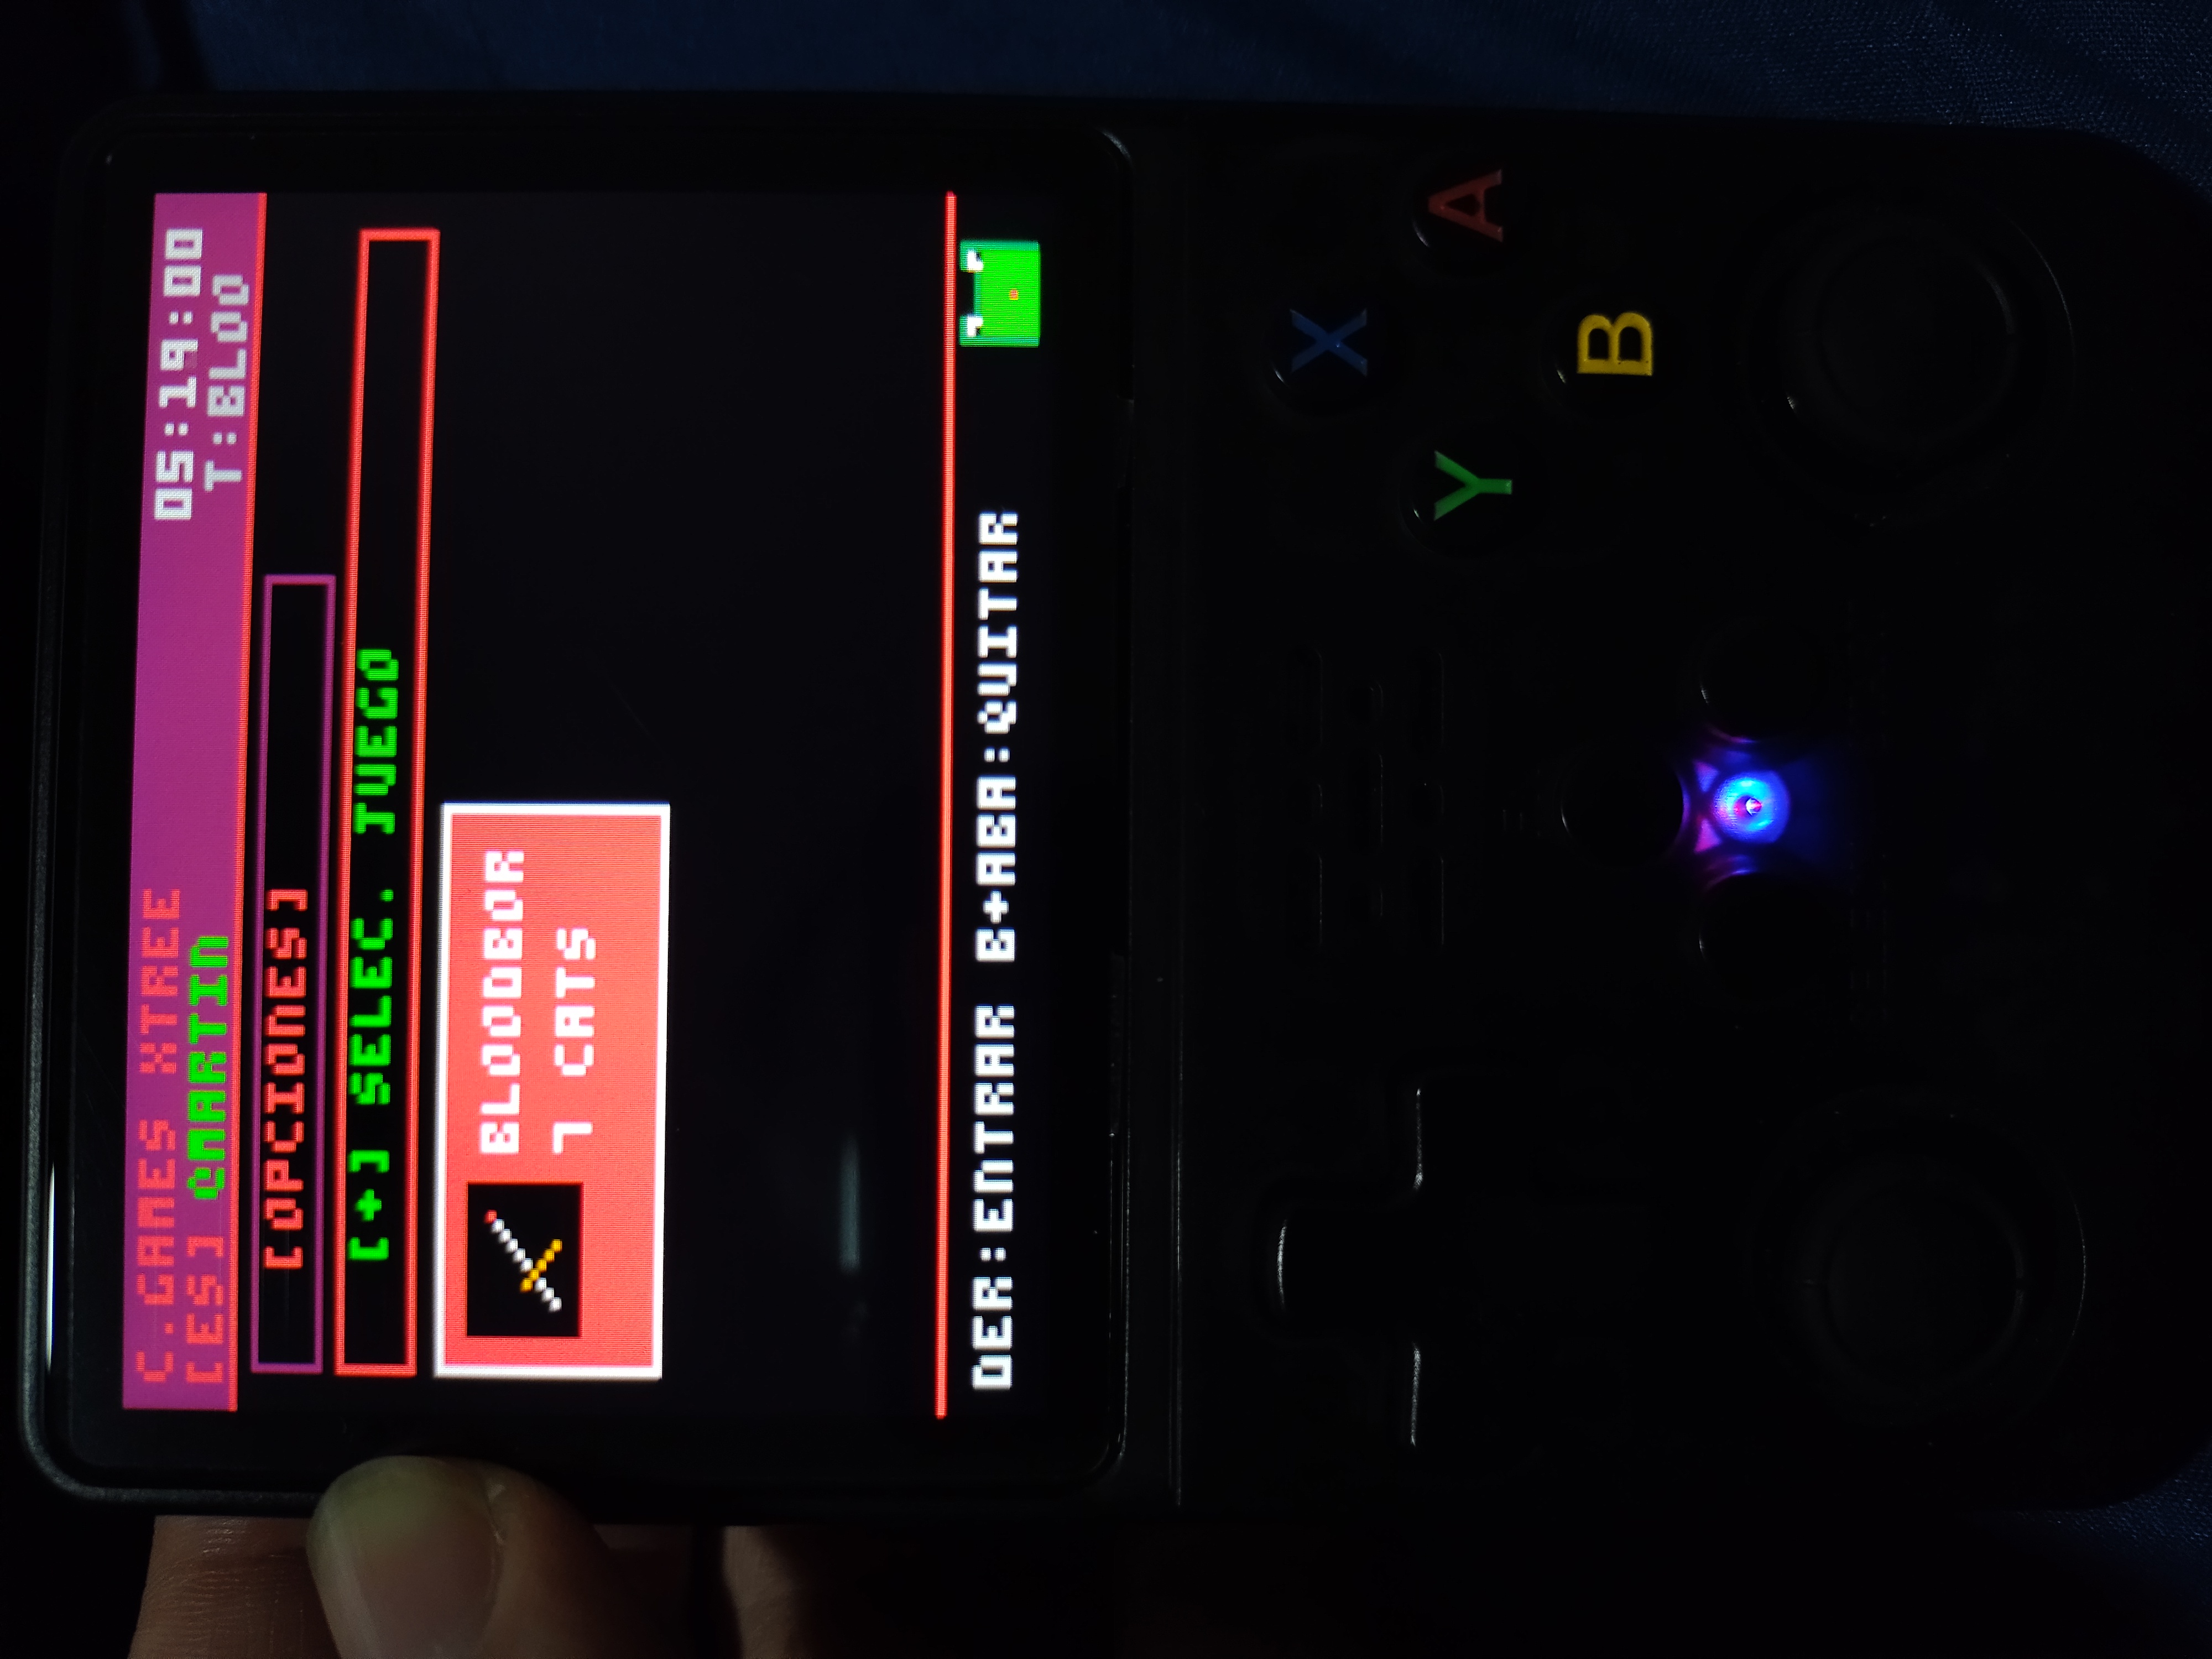 C.GAMES XTREE
[ES] @MARTIN
05:19:00
T:BLOO
[OPCIONES]
[+] SELEC. JUEGO
BLOODBOR
7 CATS
DER:ENTRAR B+ABA:QUITAR
X
Y
A
B